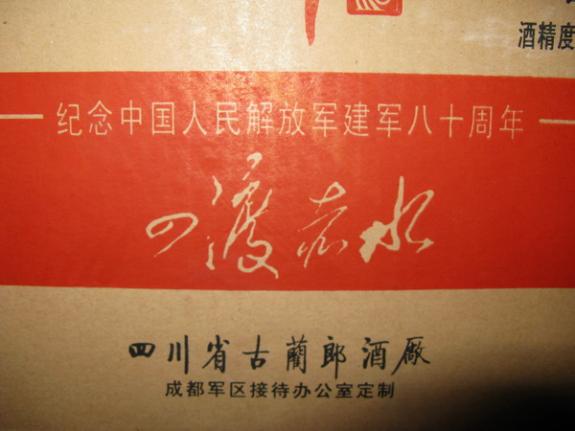 酒精度
纪念中国人民解放军建军八十周年
四渡赤水
四川省古蔺郎酒厰
成都军区接待办公室定制